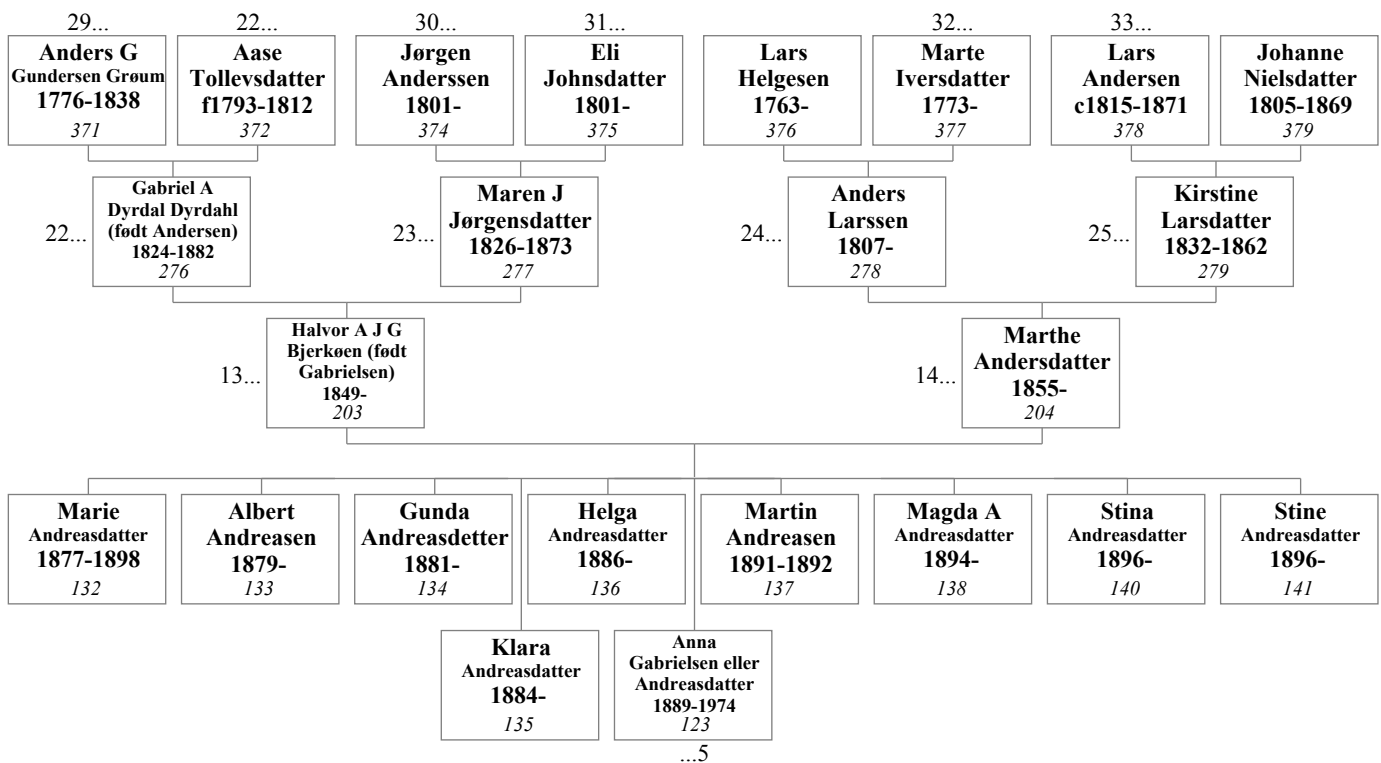 29...
22...
30...
31...
32...
33...
Anders G
Gundersen Grøum
1776-1838
371
Aase
Tollevsdatter
f1793-1812
372
Jørgen
Anderssen
1801-
374
Eli
Johnsdatter
1801-
375
Lars
Helgesen
1763-
376
Marte
Iversdatter
1773-
377
Lars
Andersen
c1815-1871
378
Johanne
Nielsdatter
1805-1869
379
22...
Gabriel A
Dyrdal Dyrdahl
(født Andersen)
1824-1882
276
23...
Maren J
Jørgensdatter
1826-1873
277
24...
Anders
Larssen
1807-
278
25...
Kirstine
Larsdatter
1832-1862
279
13...
Halvor A J G
Bjerkøen (født
Gabrielsen)
1849-
203
14...
Marthe
Andersdatter
1855-
204
Marie
Andreasdatter
1877-1898
132
Albert
Andreasen
1879-
133
Gunda
Andreasdetter
1881-
134
Helga
Andreasdatter
1886-
136
Martin
Andreasen
1891-1892
137
Magda A
Andreasdatter
1894-
138
Stina
Andreasdatter
1896-
140
Stine
Andreasdatter
1896-
141
Klara
Andreasdatter
1884-
135
Anna
Gabrielsen eller
Andreasdatter
1889-1974
123
...5